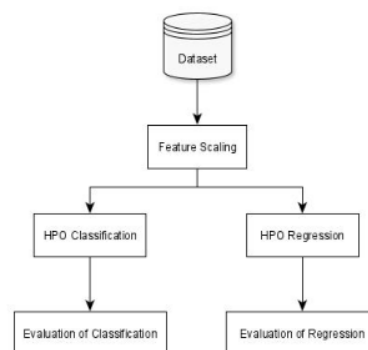 Dataset
Feature Scaling
HPO Classification
HPO Regression
Evaluation of Classification
Evaluation of Regression